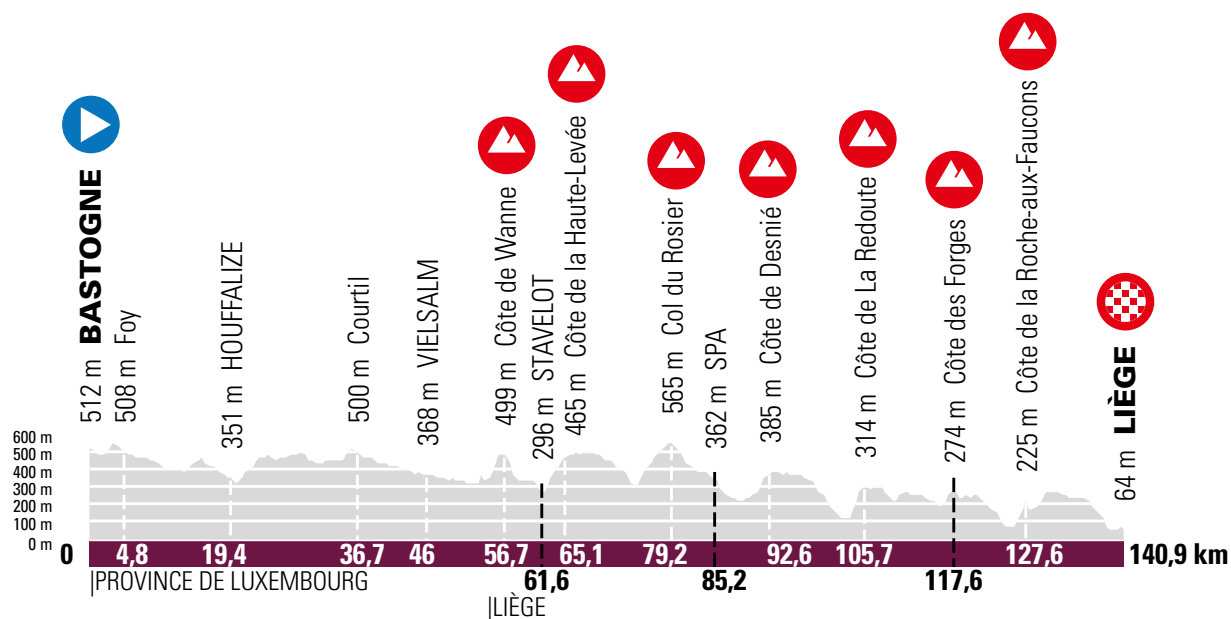 512 m BASTOGNE
508 m Foy
351 m HOUFFALIZE
500 m Courtil
368 m VIELSALM
499 m Côte de Wanne
296 m STAVELOT
465 m Côte de la Haute-Levée
565 m Col du Rosier
362 m SPA
385 m Côte de Desnié
314 m Côte de La Redoute
274 m Côte des Forges
225 m Côte de la Roche-aux-Faucons
64 m LIÈGE
600 m
500 m
400 m
300 m
200 m
100 m
0 m
0 4,8 19,4 36,7 46 56,7 65,1 79,2 92,6 105,7 127,6 140,9 km
|PROVINCE DE LUXEMBOURG 61,6 85,2 117,6
|LIÈGE